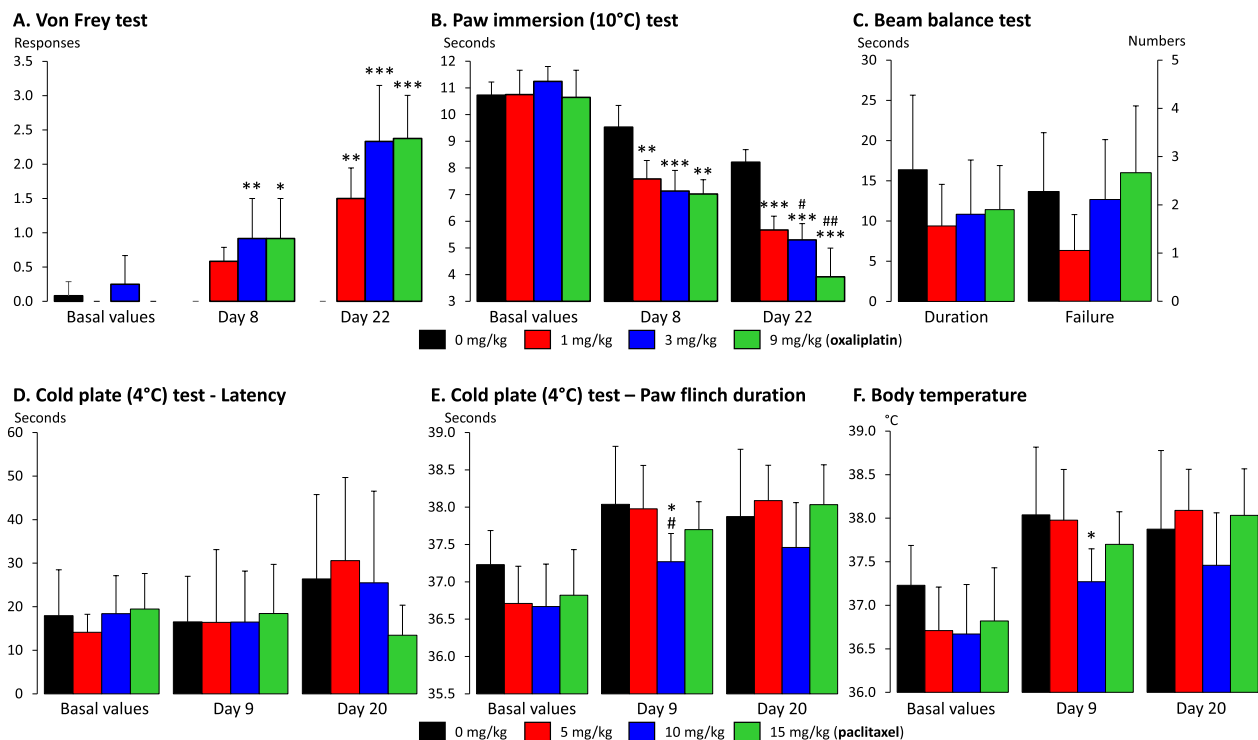 A. Von Frey test
Responses
3.5
3.0
2.5
2.0
1.5
1.0
0.5
0.0
***
***
**
**
*
Basal values
Day 8
Day 22
B. Paw immersion (10°C) test
Seconds
12
11
10
9
8
7
6
5
4
3
**
***
**
***
#
***
##
***
Basal values
Day 8
Day 22
C. Beam balance test
Seconds
Numbers
30
25
20
15
10
5
0
5
4
3
2
1
0
Duration
Failure
0 mg/kg
1 mg/kg
3 mg/kg
9 mg/kg (oxaliplatin)
D. Cold plate (4°C) test - Latency
Seconds
60
50
40
30
20
10
0
Basal values
Day 9
Day 20
E. Cold plate (4°C) test – Paw flinch duration
Seconds
39.0
38.5
38.0
37.5
37.0
36.5
36.0
35.5
*
#
Basal values
Day 9
Day 20
F. Body temperature
°C
39.0
38.0
37.0
36.0
*
Basal values
Day 9
Day 20
0 mg/kg
5 mg/kg
10 mg/kg
15 mg/kg (paclitaxel)